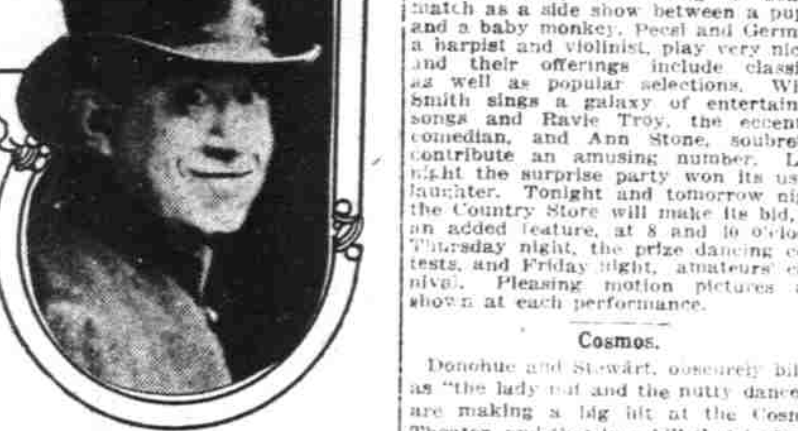 match as a side show between a pup
and a baby monkey. Pecsi and Germ
a harpist and violinist, play very nic
and their offerings include classi
as well as popular selections. Wi
Smith sings a galaxy of entertain
songs and Ravie Troy, the eccent
comedian, and Ann Stone, soubre
contribute an amusing number. L
night the surprise party won its us
laughter. Tonight and tomorrow nig
the Country Store will make its bid,
an added feature, at 8 and 10 o'cloc
Thursday night, the prize dancing co
tests, and Friday night, amateurs' c
nival. Pleasing motion pictures a
shown at each performance.
Cosmos.
Donohue and Stewart, obscurely bil
as "the lady nut and the nutty dance
are making a big hit at the Cosm